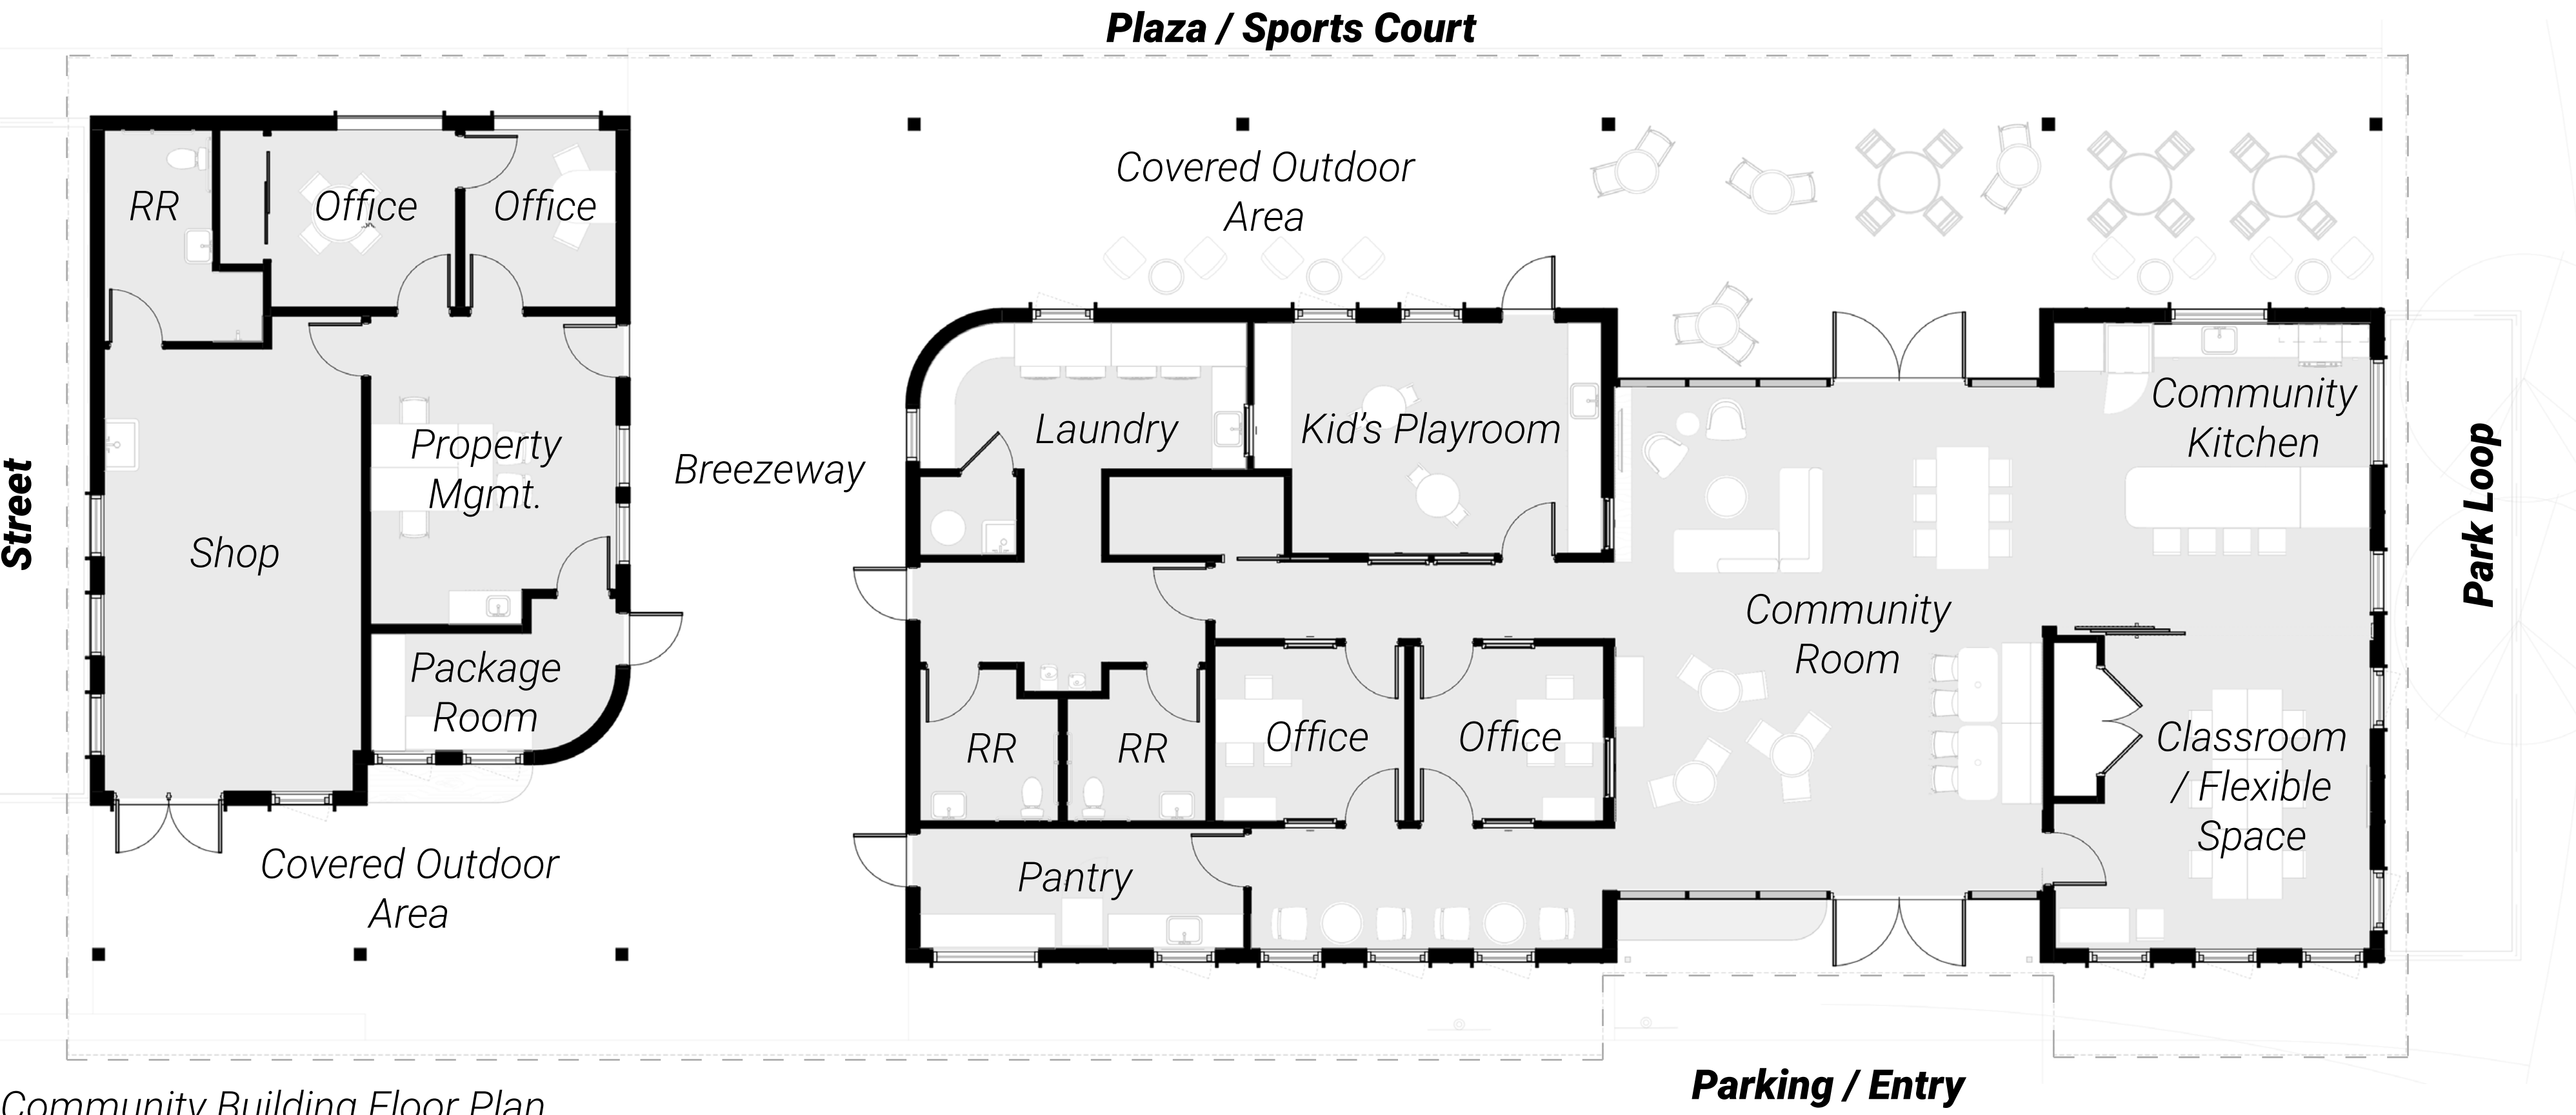 Plaza / Sports Court
Covered Outdoor
Area
RR
Office
Office
Laundry
Kid's Playroom
Community
Kitchen
Property
Mgmt.
Breezeway
Street
Park Loop
Shop
Community
Room
Package
Room
RR
RR
Office
Office
Classroom
/ Flexible
Space
Covered Outdoor
Area
Pantry
Parking / Entry
Community Building Floor Plan